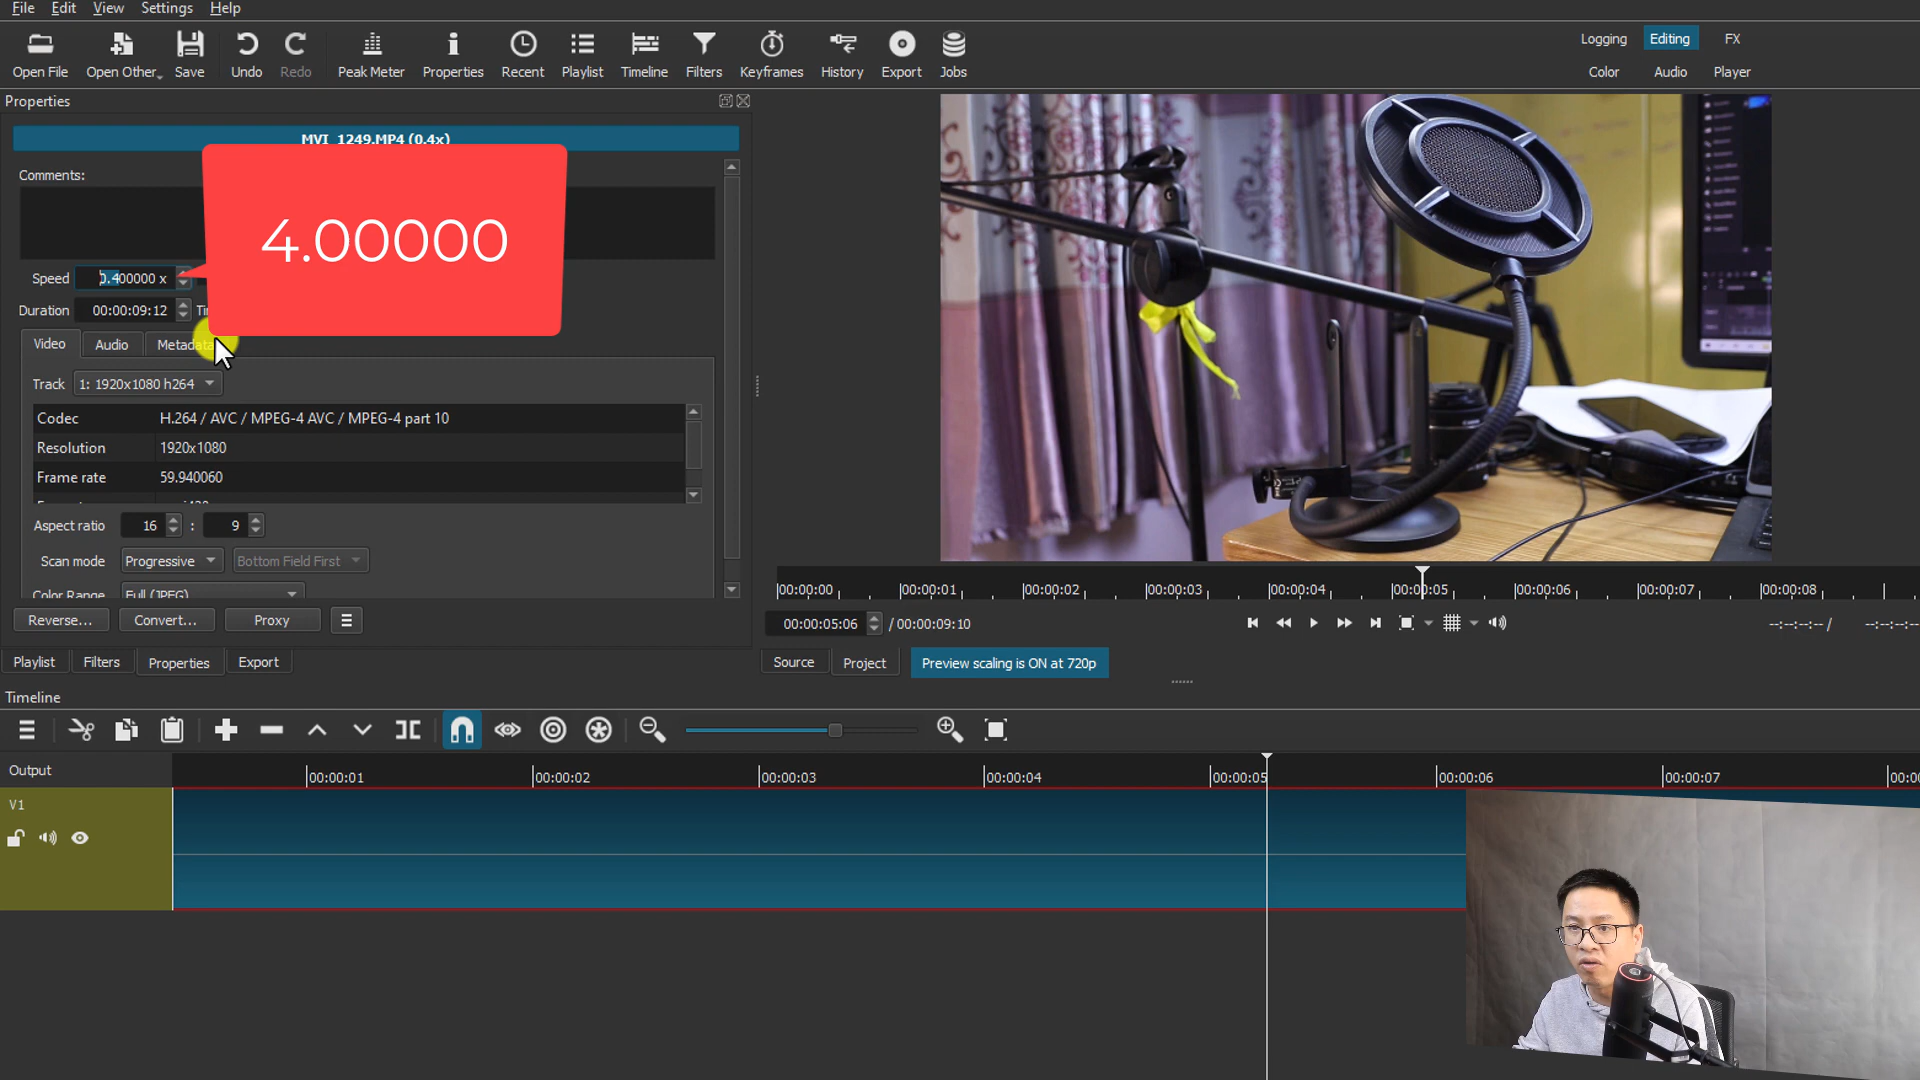 File Edit View Settings Help
Open File Open Other Save Undo Redo Peak Meter Properties Recent Playlist Timeline Filters Keyframes History Export Jobs
Logging Editing FX
Color Audio Player
Properties
MVI_1249.MP4 (0.4x)
Comments:
4.00000
Speed 0.400000 x
Duration 00:00:09:12
Video Audio Metadata
Track 1: 1920x1080 h264
Codec H.264 / AVC / MPEG-4 AVC / MPEG-4 part 10
Resolution 1920x1080
Frame rate 59.940060
Aspect ratio 16 : 9
Scan mode Progressive Bottom Field First
Color Range Full (JPEG)
Reverse... Convert... Proxy
Playlist Filters Properties Export
00:00:00 00:00:01 00:00:02 00:00:03 00:00:04 00:00:05 00:00:06 00:00:07 00:00:08
00:00:05:06 / 00:00:09:10 --:--:--:-- / --:--:--:--
Source Project Preview scaling is ON at 720p
Timeline
Output 00:00:01 00:00:02 00:00:03 00:00:04 00:00:05 00:00:06 00:00:07
V1